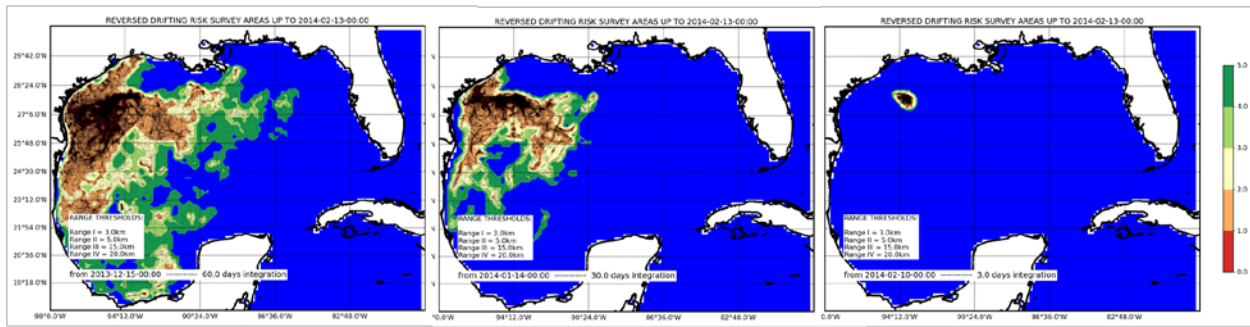 REVERSED DRIFTING RISK SURVEY AREAS UP TO 2014-02-13-00:00
29°42.0'N
28°24.0'N
27°6.0'N
25°48.0'N
24°30.0'N
23°12.0'N
21°54.0'N
20°36.0'N
19°18.0'N
RANGE THRESHOLDS:
Range I = 3.0km
Range II = 5.0km
Range III = 15.0km
Range IV = 20.0km
from 2013-12-15-00:00 60.0 days integration
98°0.0'W 94°12.0'W 90°24.0'W 86°36.0'W 82°48.0'W
REVERSED DRIFTING RISK SURVEY AREAS UP TO 2014-02-13-00:00
RANGE THRESHOLDS:
Range I = 3.0km
Range II = 5.0km
Range III = 15.0km
Range IV = 20.0km
from 2014-01-14-00:00 30.0 days integration
0.0'W 94°12.0'W 90°24.0'W 86°36.0'W 82°48.0'W
REVERSED DRIFTING RISK SURVEY AREAS UP TO 2014-02-13-00:00
RANGE THRESHOLDS:
Range I = 3.0km
Range II = 5.0km
Range III = 15.0km
Range IV = 20.0km
from 2014-02-10-00:00 3.0 days integration
0.0'W 94°12.0'W 90°24.0'W 86°36.0'W 82°48.0'W
5.0
4.0
3.0
2.0
1.0
0.0